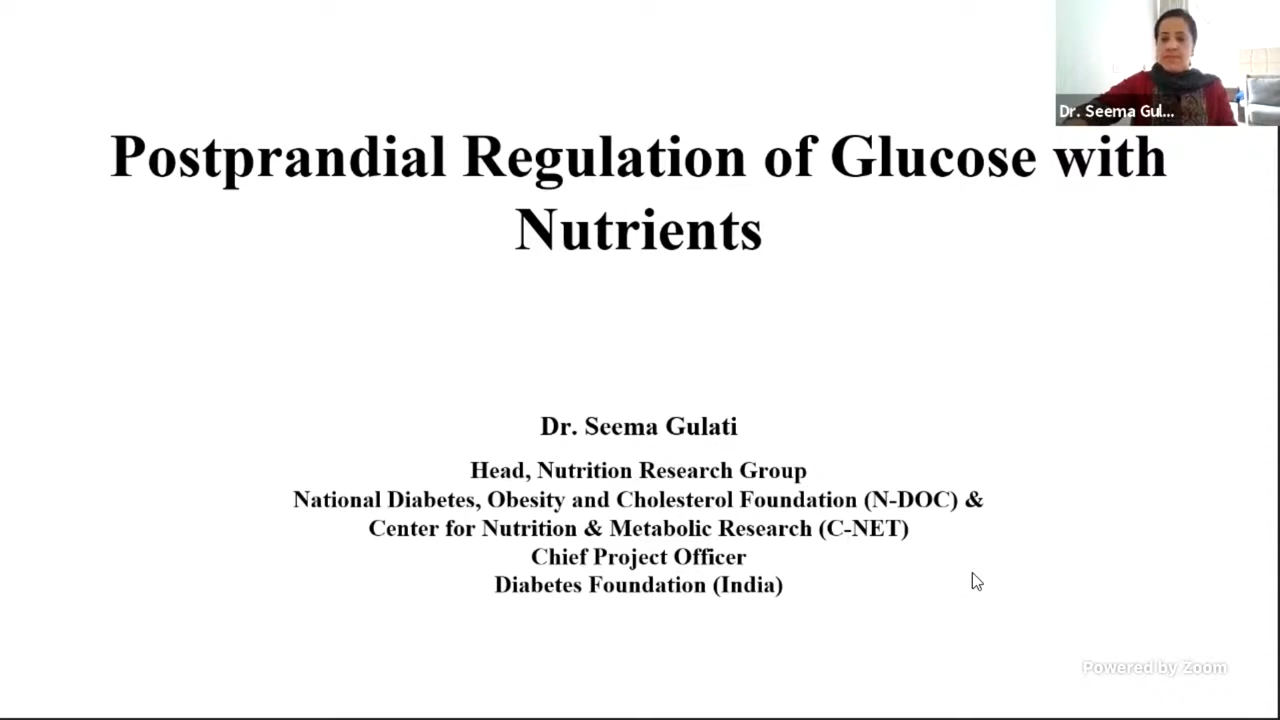 Dr. Seema Gul...
Postprandial Regulation of Glucose with
Nutrients
Dr. Seema Gulati
Head, Nutrition Research Group
National Diabetes, Obesity and Cholesterol Foundation (N-DOC) &
Center for Nutrition & Metabolic Research (C-NET)
Chief Project Officer
Diabetes Foundation (India)
Powered by Zoom